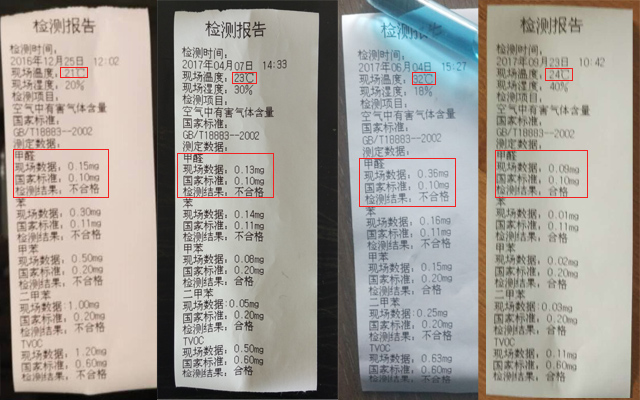 检测报告
检测时间，
2016年12月25日 12:02
现场温度，21℃
现场湿度，20%
检测项目，
空气中有害气体含量
国家标准，
GB/T18883--2002
测定数据，
甲醛
现场数据，0.15mg
国家标准，0.10mg
检测结果，不合格
苯
现场数据，0.30mg
国家标准，0.11mg
检测结果，不合格
甲苯
现场数据，0.50mg
国家标准，0.20mg
检测结果，不合格
二甲苯
现场数据:1.00mg
国家标准，0.20mg
检测结果，不合格
TVOC
现场数据，1.20mg
国家标准，0.60mg
检测结果，不合格
检测报告
检测时间，
2017年04月07日 14:33
现场温度，23℃
现场湿度，30%
检测项目，
空气中有害气体含量
国家标准，
GB/T18883--2002
测定数据，
甲醛
现场数据，0.13mg
国家标准，0.10mg
检测结果，不合格
苯
现场数据，0.14mg
国家标准，0.11mg
检测结果，不合格
甲苯
现场数据，0.08mg
国家标准，0.20mg
检测结果，合格
二甲苯
现场数据:0.05mg
国家标准，0.20mg
检测结果，合格
TVOC
现场数据，0.50mg
国家标准，0.60mg
检测结果，合格
检测报告
检测时间，
2017年06月04日 15:27
现场温度，32℃
现场湿度，18%
检测项目，
空气中有害气体含量
国家标准，
GB/T18883--2002
测定数据，
甲醛
现场数据，0.36mg
国家标准，0.10mg
检测结果，不合格
苯
现场数据，0.16mg
国家标准，0.11mg
检测结果，不合格
甲苯
现场数据，0.15mg
国家标准，0.20mg
检测结果，合格
二甲苯
现场数据:0.25mg
国家标准，0.20mg
检测结果，不合格
TVOC
现场数据，0.63mg
国家标准，0.60mg
检测结果，不合格
检测报告
检测时间，
2017年09月23日 10:42
现场温度，24℃
现场湿度，40%
检测项目，
空气中有害气体含量
国家标准，
GB/T18883--2002
测定数据，
甲醛
现场数据，0.09mg
国家标准，0.10mg
检测结果，合格
苯
现场数据，0.01mg
国家标准，0.11mg
检测结果，合格
甲苯
现场数据，0.02mg
国家标准，0.20mg
检测结果，合格
二甲苯
现场数据:0.03mg
国家标准，0.20mg
检测结果，合格
TVOC
现场数据，0.11mg
国家标准，0.60mg
检测结果，合格